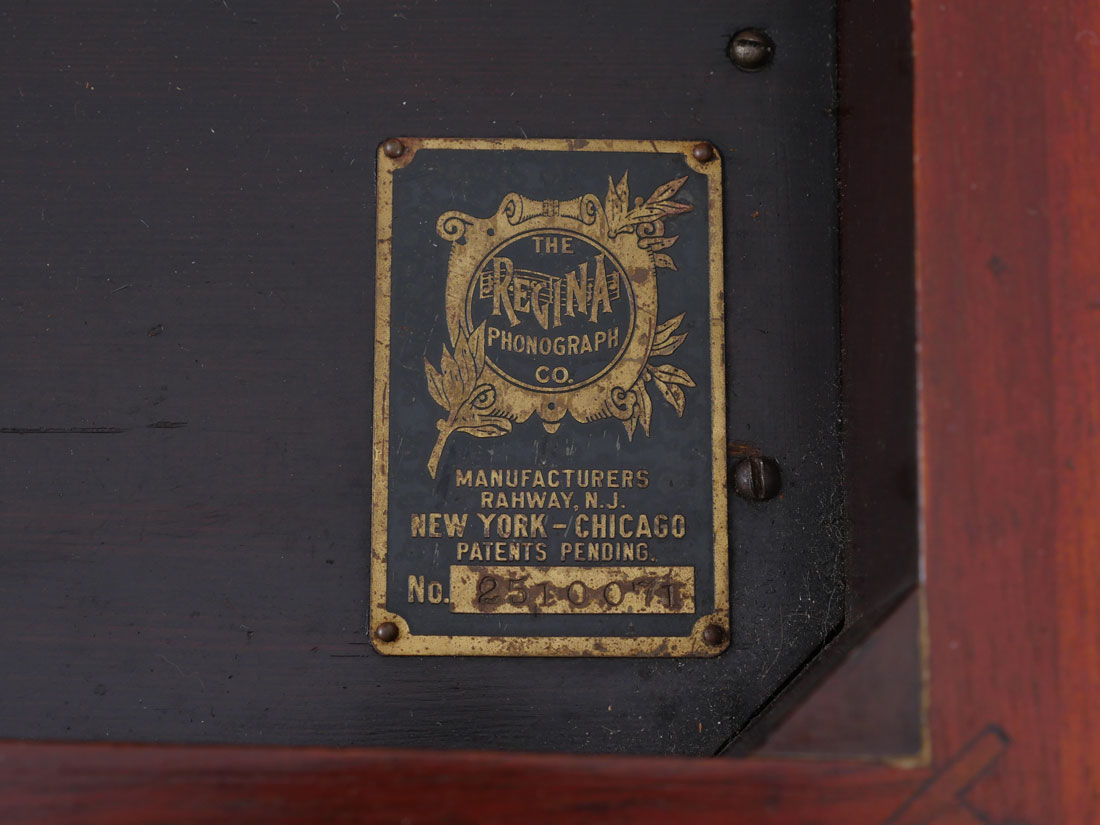 THE
REGINA
PHONOGRAPH
CO.
MANUFACTURERS
RAHWAY, N.J.
NEW YORK - CHICAGO
PATENTS PENDING.
No. 2510071